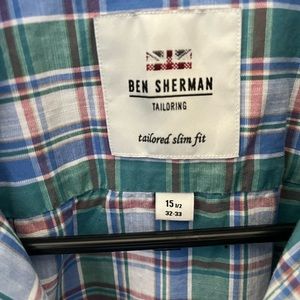 BEN SHERMAN
TAILORING
tailored slim fit
15 1/2
32-33